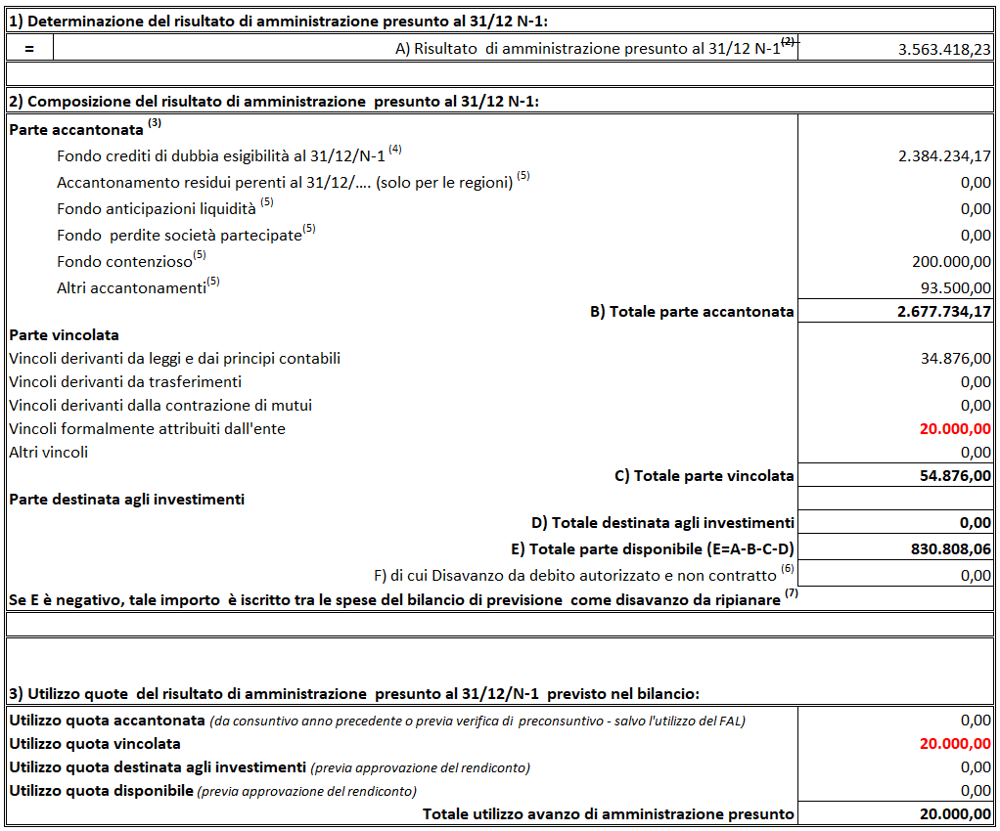 1) Determinazione del risultato di amministrazione presunto al 31/12 N-1:
= A) Risultato di amministrazione presunto al 31/12 N-1(2) 3.563.418,23
2) Composizione del risultato di amministrazione presunto al 31/12 N-1:
Parte accantonata (3)
Fondo crediti di dubbia esigibilità al 31/12/N-1 (4) 2.384.234,17
Accantonamento residui perenti al 31/12/.... (solo per le regioni) (5) 0,00
Fondo anticipazioni liquidità (5) 0,00
Fondo perdite società partecipate(5) 0,00
Fondo contenzioso(5) 200.000,00
Altri accantonamenti(5) 93.500,00
B) Totale parte accantonata 2.677.734,17
Parte vincolata
Vincoli derivanti da leggi e dai principi contabili 34.876,00
Vincoli derivanti da trasferimenti 0,00
Vincoli derivanti dalla contrazione di mutui 0,00
Vincoli formalmente attribuiti dall'ente 20.000,00
Altri vincoli 0,00
C) Totale parte vincolata 54.876,00
Parte destinata agli investimenti
D) Totale destinata agli investimenti 0,00
E) Totale parte disponibile (E=A-B-C-D) 830.808,06
F) di cui Disavanzo da debito autorizzato e non contratto (6) 0,00
Se E è negativo, tale importo è iscritto tra le spese del bilancio di previsione come disavanzo da ripianare (7)
3) Utilizzo quote del risultato di amministrazione presunto al 31/12/N-1 previsto nel bilancio:
Utilizzo quota accantonata (da consuntivo anno precedente o previa verifica di preconsuntivo - salvo l'utilizzo del FAL) 0,00
Utilizzo quota vincolata 20.000,00
Utilizzo quota destinata agli investimenti (previa approvazione del rendiconto) 0,00
Utilizzo quota disponibile (previa approvazione del rendiconto) 0,00
Totale utilizzo avanzo di amministrazione presunto 20.000,00